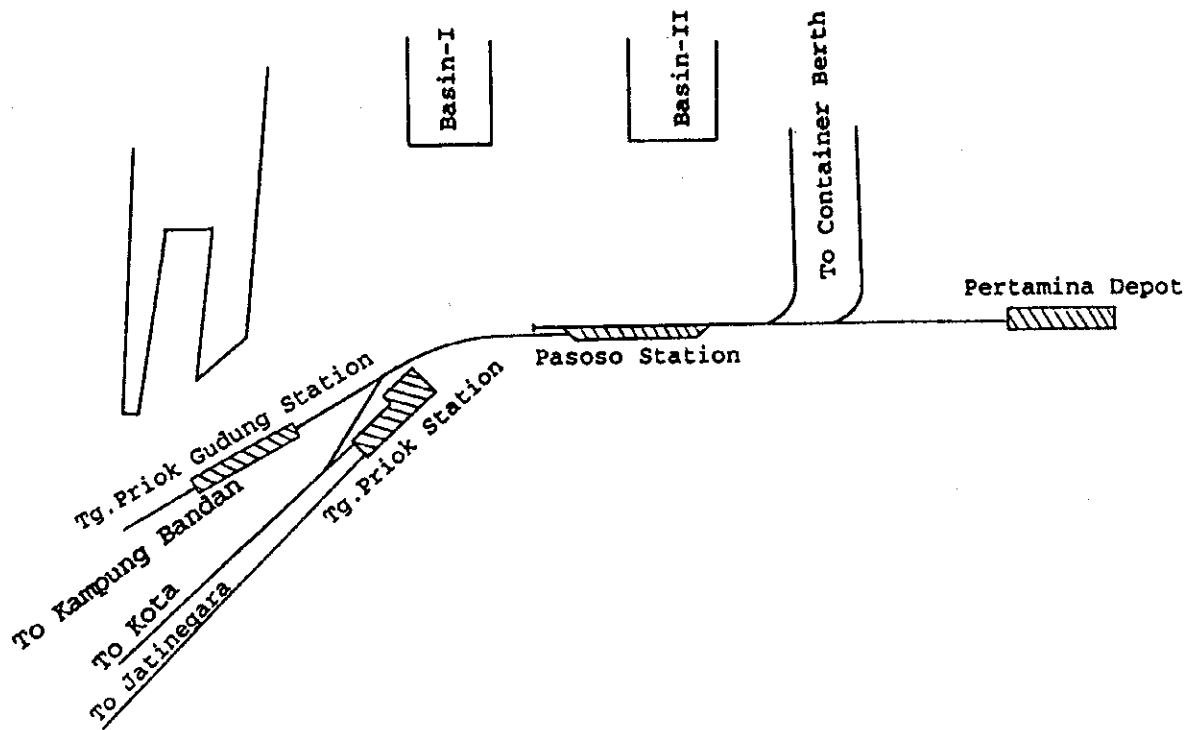 Basin-I
Basin-II
To Container Berth
Pertamina Depot
Pasoso Station
Tg.Priok Gudung Station
Tg.Priok Station
To Kampung Bandan
To Kota
To Jatinegara